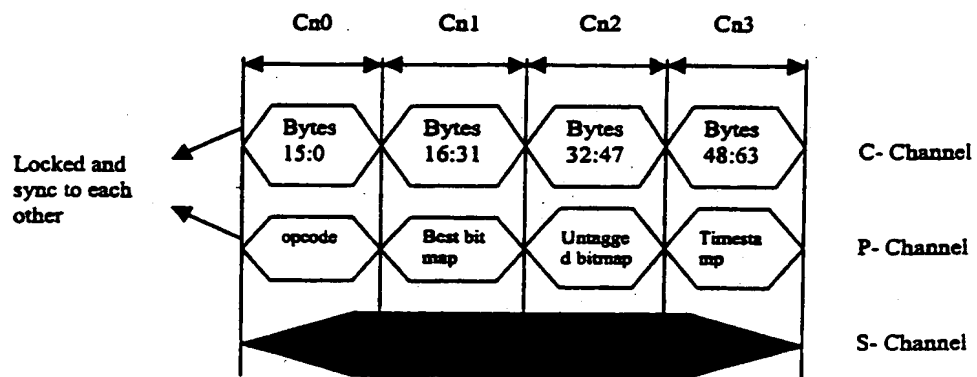 Cn0 Cn1 Cn2 Cn3
Bytes
15:0
Bytes
16:31
Bytes
32:47
Bytes
48:63
C- Channel
Locked and
sync to each
other
opcode
Best bit
map
Untagge
d bitmap
Timesta
mp
P- Channel
S- Channel